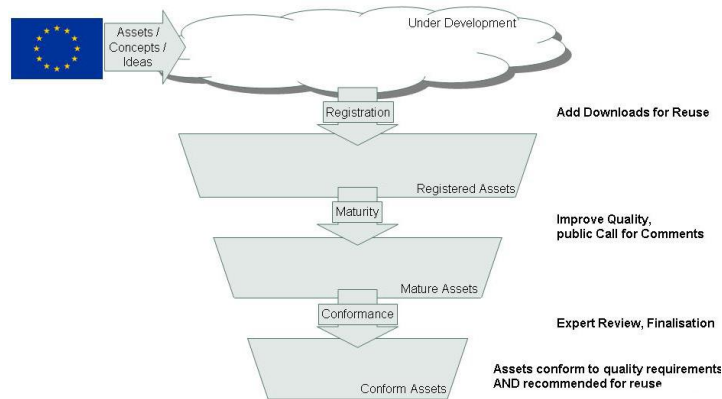 Assets /
Concepts /
Ideas
Under Development
Registration
Add Downloads for Reuse
Registered Assets
Maturity
Improve Quality,
public Call for Comments
Mature Assets
Conformance
Expert Review, Finalisation
Assets conform to quality requirements
AND recommended for reuse
Conform Assets